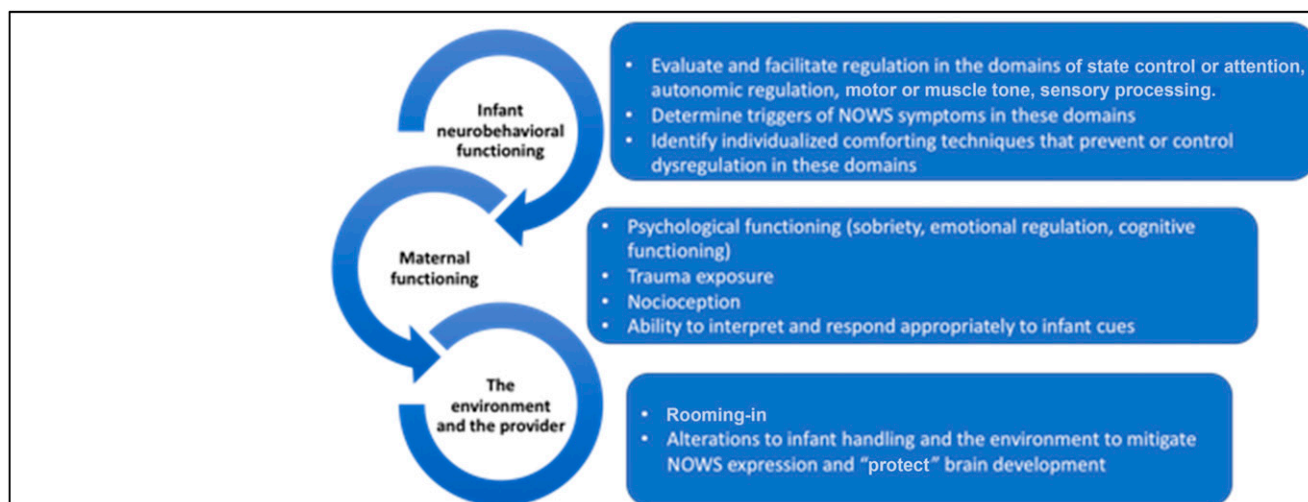 Infant
neurobehavioral
functioning
• Evaluate and facilitate regulation in the domains of state control or attention,
autonomic regulation, motor or muscle tone, sensory processing.
• Determine triggers of NOWS symptoms in these domains
• Identify individualized comforting techniques that prevent or control
dysregulation in these domains
Maternal
functioning
• Psychological functioning (sobriety, emotional regulation, cognitive
functioning)
• Trauma exposure
• Nocioception
• Ability to interpret and respond appropriately to infant cues
The
environment
and the provider
• Rooming-in
• Alterations to infant handling and the environment to mitigate
NOWS expression and “protect” brain development